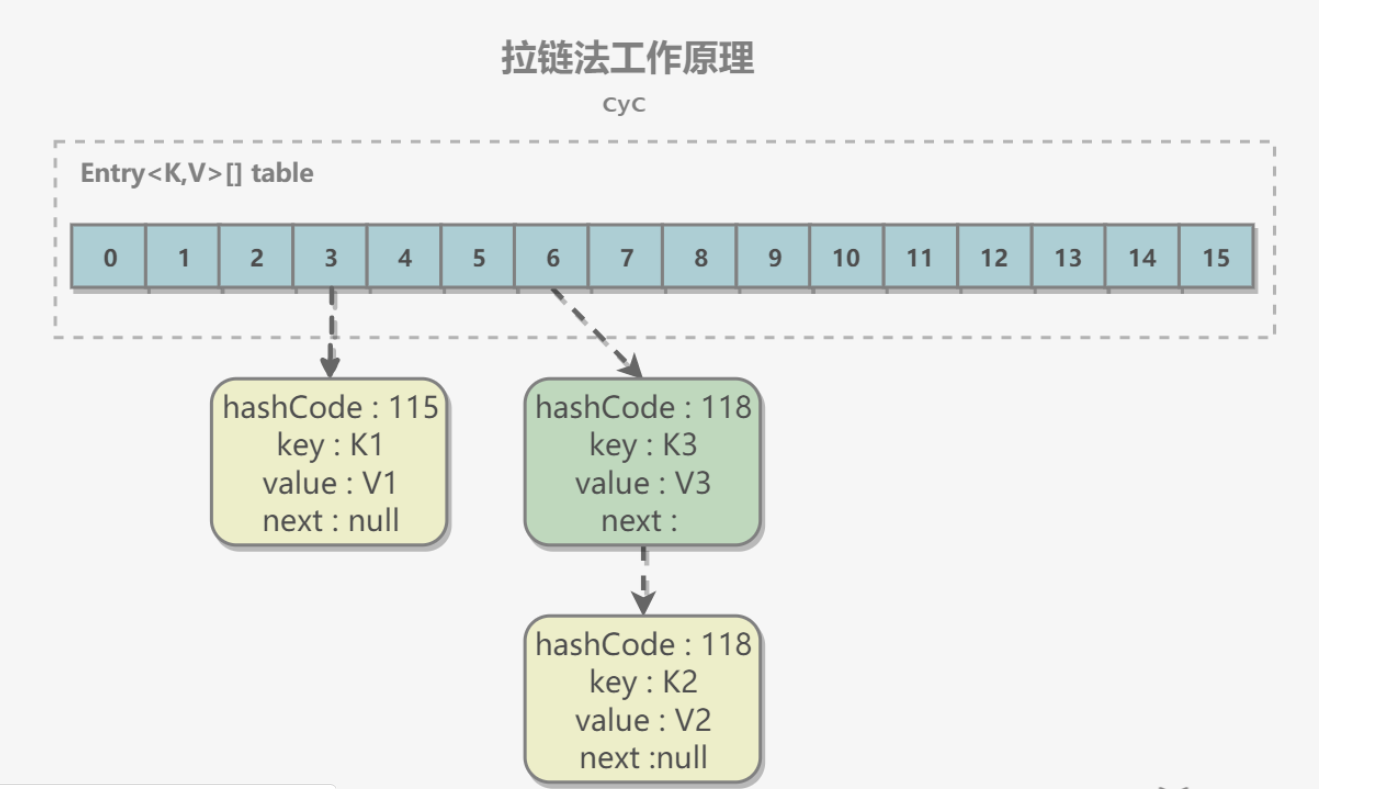 拉链法工作原理
CyC
Entry<K,V>[] table
0 1 2 3 4 5 6 7 8 9 10 11 12 13 14 15
hashCode : 115
key : K1
value : V1
next : null
hashCode : 118
key : K3
value : V3
next :
hashCode : 118
key : K2
value : V2
next :null